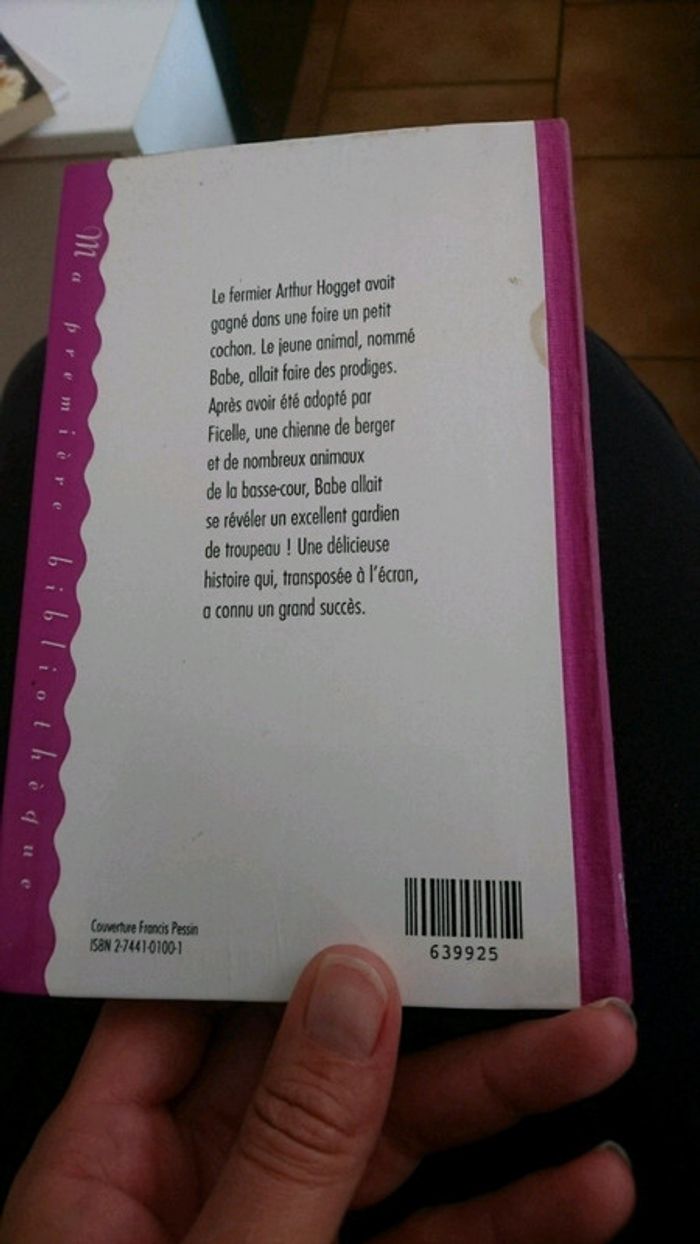 Ma première bibliothèque
Le fermier Arthur Hogget avait
gagné dans une foire un petit
cochon. Le jeune animal, nommé
Babe, allait faire des prodiges.
Après avoir été adopté par
Ficelle, une chienne de berger
et de nombreux animaux
de la basse-cour, Babe allait
se révéler un excellent gardien
de troupeau ! Une délicieuse
histoire qui, transposée à l'écran,
a connu un grand succès.
Couverture Francis Pessin
ISBN 2-7441-0100-1
639925